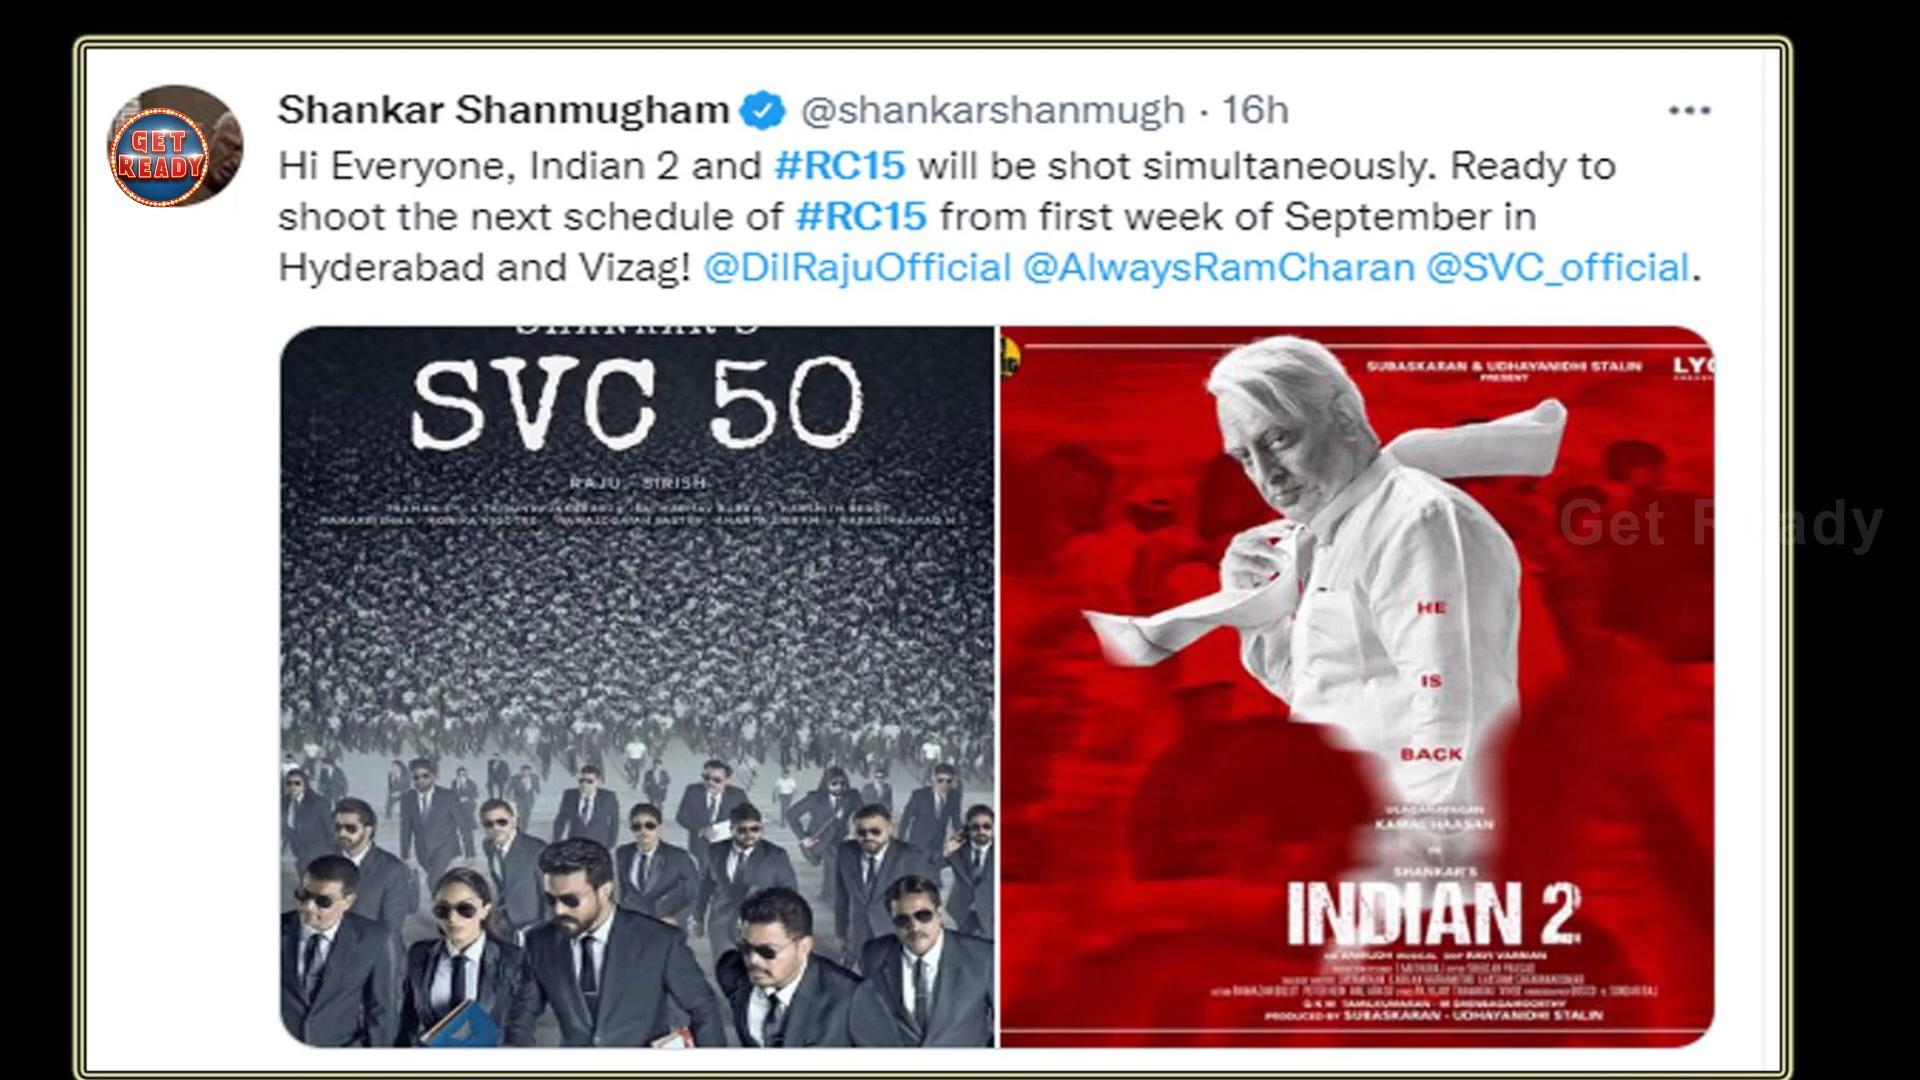 GET
READY
Shankar Shanmugham @shankarshanmugh · 16h
Hi Everyone, Indian 2 and #RC15 will be shot simultaneously. Ready to
shoot the next schedule of #RC15 from first week of September in
Hyderabad and Vizag! @DilRajuOfficial @AlwaysRamCharan @SVC_official.
SHANKAR'S
SVC 50
RAJU - SIRISH
SUBASKARAN & UDHAYANIDHI STALIN
PRESENT
LYC
Get Ready
HE
IS
BACK
KAMAL HAASAN
SHANKAR'S
INDIAN 2
PRODUCED BY SUBASKARAN - UDHAYANIDHI STALIN